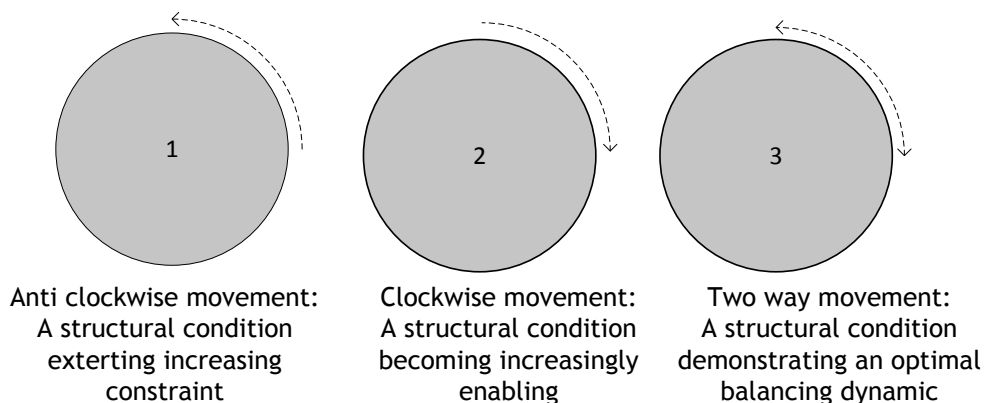 1
2
3
Anti clockwise movement:
A structural condition
exterting increasing
constraint
Clockwise movement:
A structural condition
becoming increasingly
enabling
Two way movement:
A structural condition
demonstrating an optimal
balancing dynamic